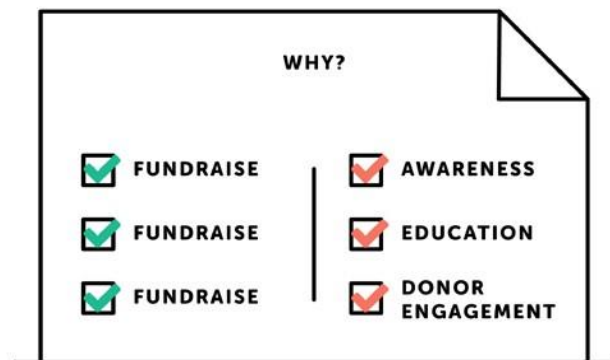 WHY?
FUNDRAISE
FUNDRAISE
FUNDRAISE
AWARENESS
EDUCATION
DONOR
ENGAGEMENT